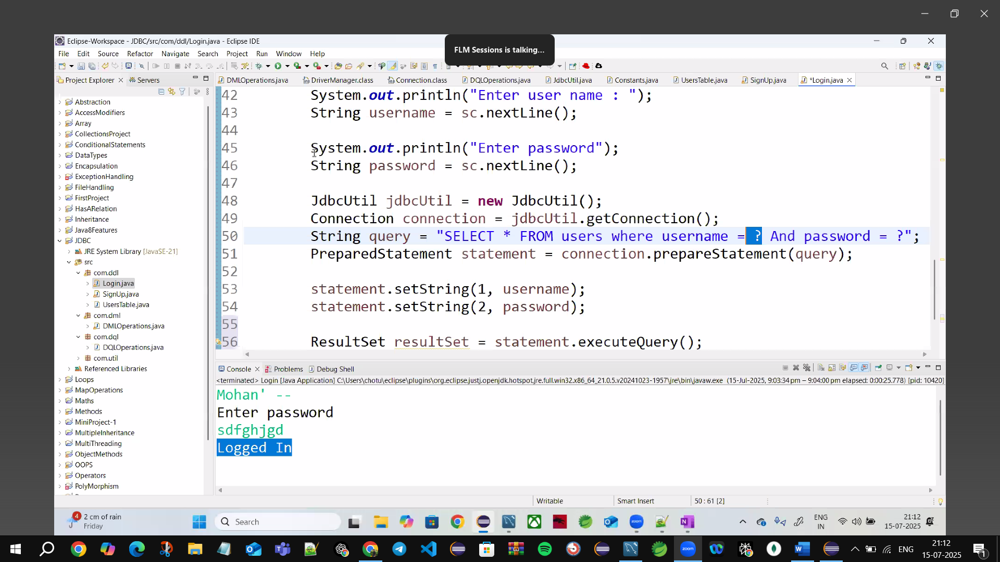 Eclipse-Workspace - JDBC/src/com/ddl/Login.java - Eclipse IDE
FLM Sessions is talking...
File Edit Source Refactor Navigate Search Project Run Window Help
Project Explorer Servers
DMLOperations.java DriverManager.class Connection.class DQLOperations.java JdbcUtil.java Constants.java UsersTable.java SignUp.java *Login.java
Abstraction
AccessModifiers
Array
CollectionsProject
ConditionalStatements
DataTypes
Encapsulation
ExceptionHandling
FileHandling
FirstProject
HasARelation
Inheritance
Java8Features
JDBC
JRE System Library [JavaSE-21]
src
com.ddl
Login.java
SignUp.java
UsersTable.java
com.dml
DMLOperations.java
com.dql
DQLOperations.java
com.util
Referenced Libraries
Loops
MapOperations
Maths
Methods
MiniProject-1
MultipleInheritance
MultiThreading
ObjectMethods
OOPS
Operators
PolyMorphism
42 System.out.println("Enter user name : ");
43 String username = sc.nextLine();
44
45 System.out.println("Enter password");
46 String password = sc.nextLine();
47
48 JdbcUtil jdbcUtil = new JdbcUtil();
49 Connection connection = jdbcUtil.getConnection();
50 String query = "SELECT * FROM users where username = ? And password = ?";
51 PreparedStatement statement = connection.prepareStatement(query);
52
53 statement.setString(1, username);
54 statement.setString(2, password);
55
56 ResultSet resultSet = statement.executeQuery();
Console Problems Debug Shell
<terminated> Login [Java Application] C:\Users\chotu\eclipse\plugins\org.eclipse.justj.openjdk.hotspot.jre.full.win32.x86_64_21.0.5.v20241023-1957\jre\bin\javaw.exe (15-Jul-2025, 9:03:34 pm – 9:04:00 pm elapsed: 0:00:25.778) [pid: 10420]
Mohan' --
Enter password
sdfghjgd
Logged In
Writable Smart Insert 50 : 61 [2]
4
2 cm of rain
Friday
Search
zoom
ENG
IN
21:12
15-07-2025
zoom
ENG
21:12
15-07-2025
1